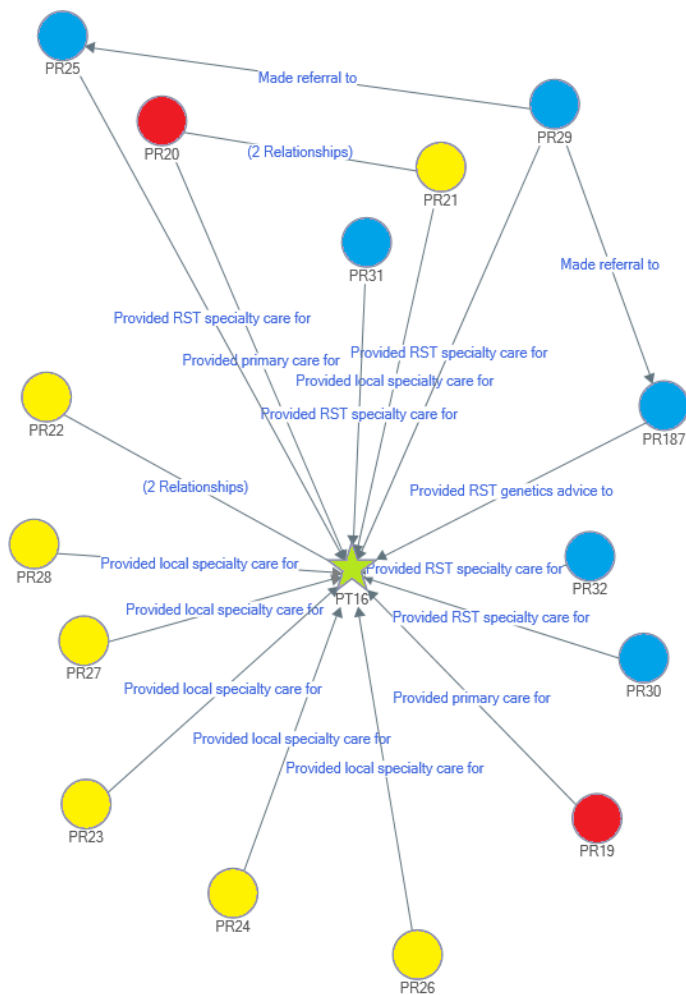 PR25
Made referral to
PR29
PR20
(2 Relationships)
PR21
PR31
Made referral to
Provided RST specialty care for
Provided RST specialty care for
Provided primary care for
Provided local specialty care for
PR22
Provided RST specialty care for
PR187
(2 Relationships)
Provided RST genetics advice to
PR28
Provided local specialty care for
Provided RST specialty care for
PR32
PT16
Provided local specialty care for
Provided RST specialty care for
PR27
PR30
Provided local specialty care for
Provided primary care for
Provided local specialty care for
Provided local specialty care for
PR23
PR19
PR24
PR26